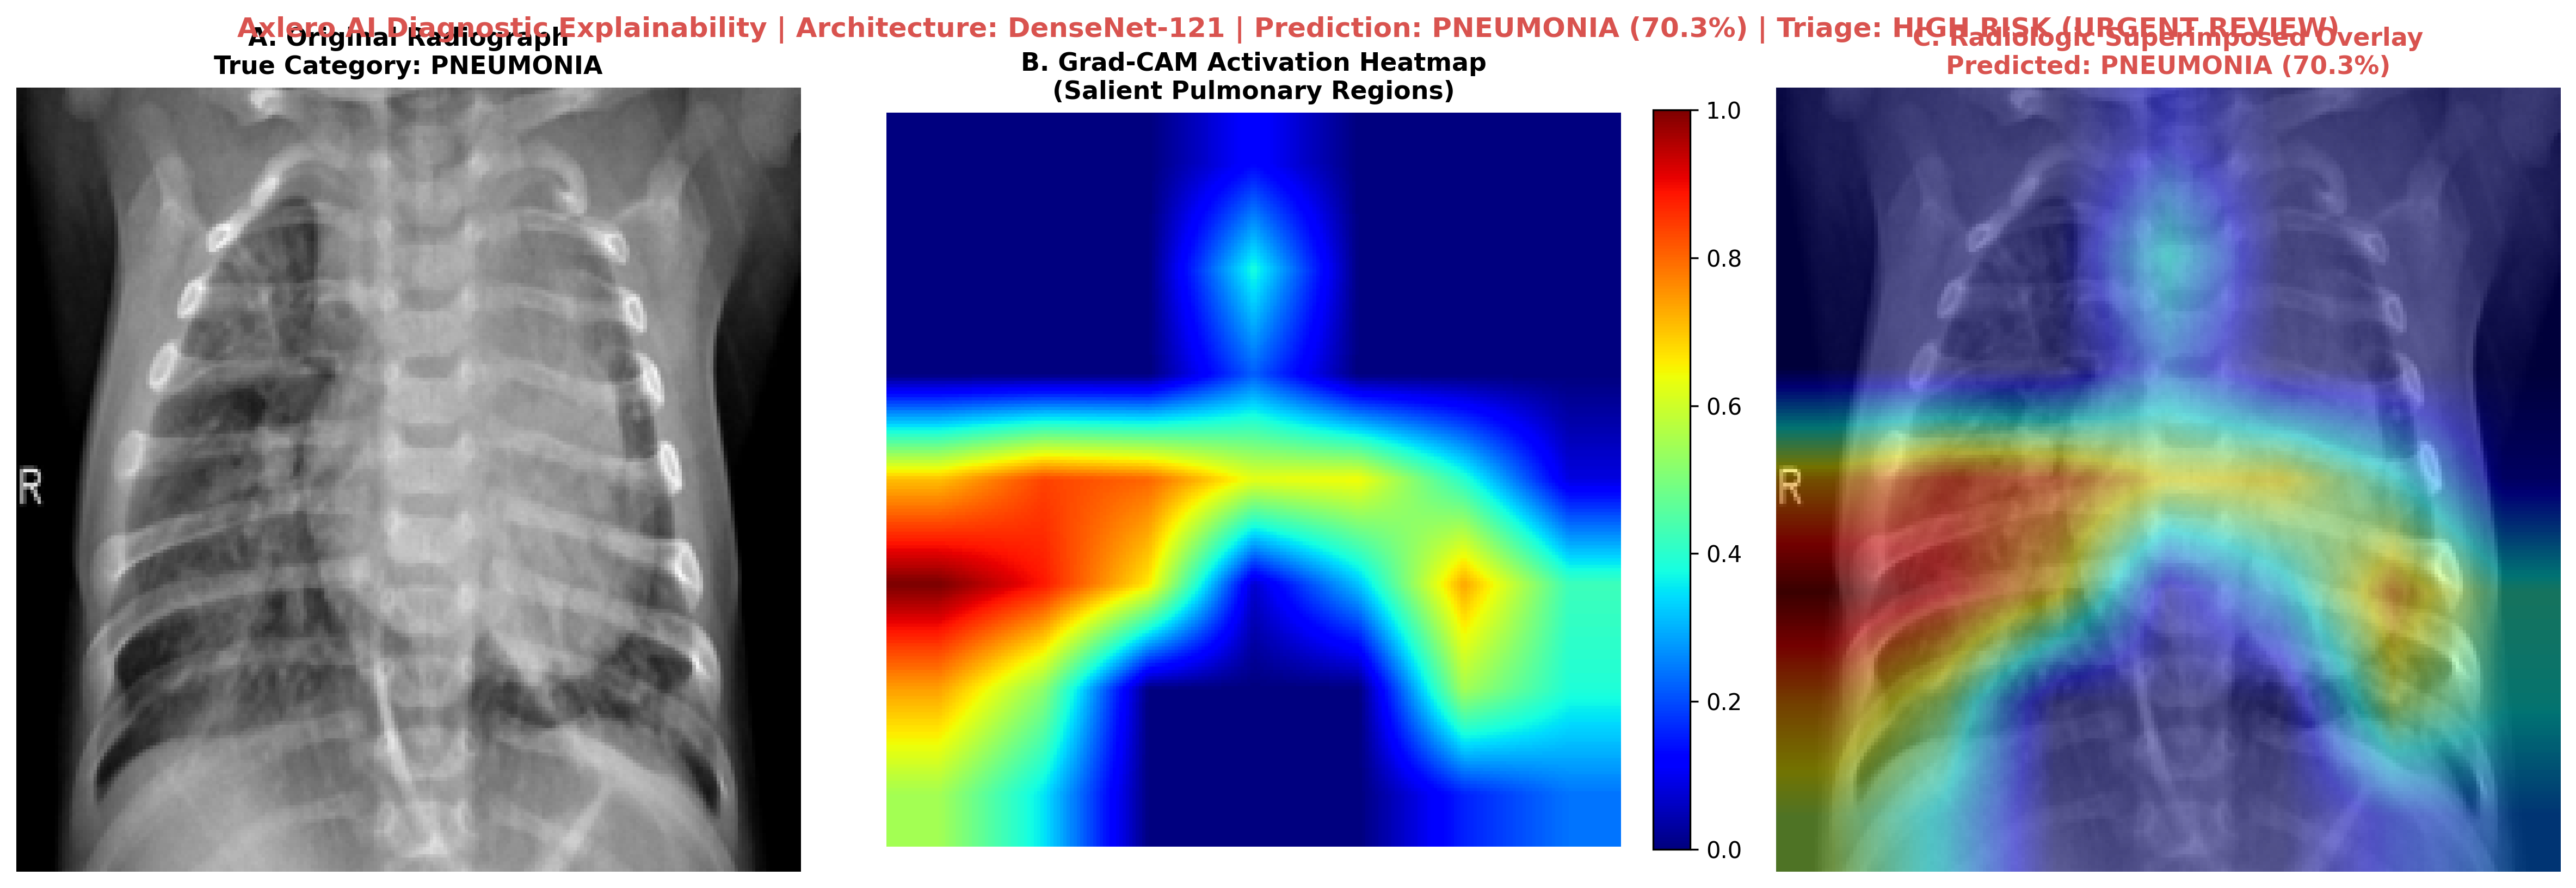 Axlero AI Diagnostic Explainability | Architecture: DenseNet-121 | Prediction: PNEUMONIA (70.3%) | Triage: HIGH RISK (URGENT REVIEW)
A. Original Radiograph
True Category: PNEUMONIA
R
B. Grad-CAM Activation Heatmap
(Salient Pulmonary Regions)
1.0
0.8
0.6
0.4
0.2
0.0
C. Radiologic Superimposed Overlay
Predicted: PNEUMONIA (70.3%)
R